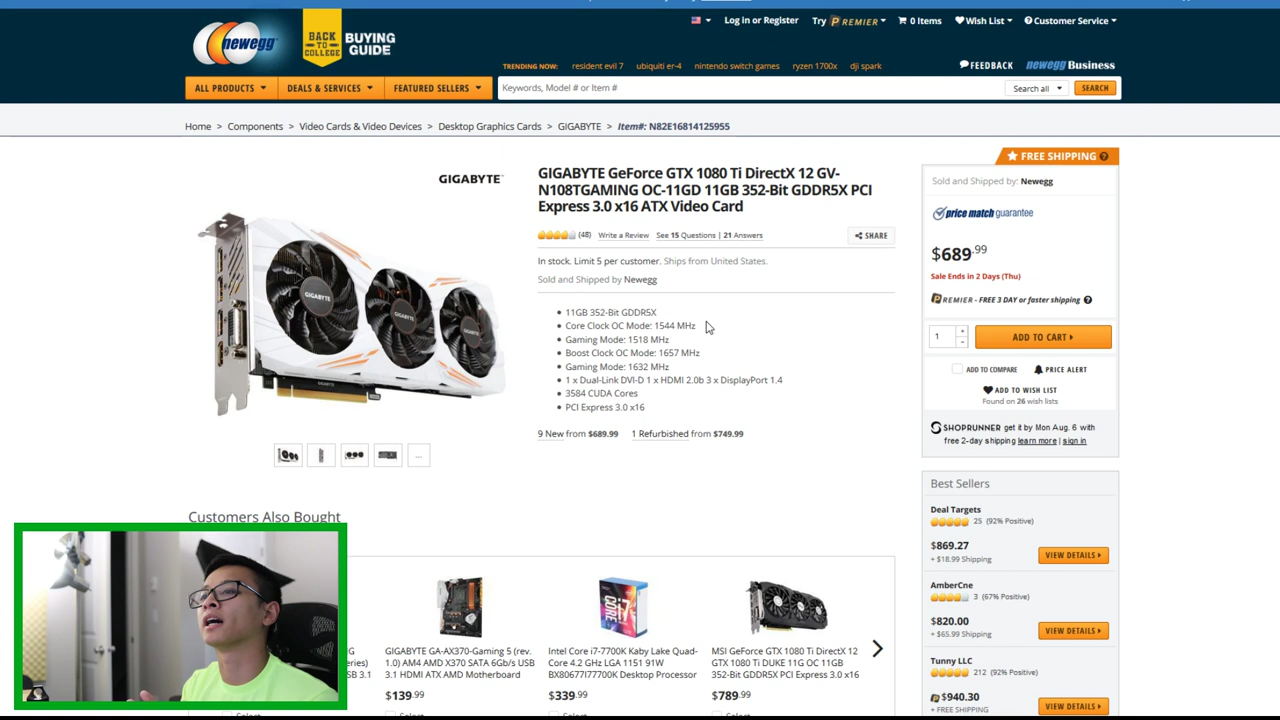 newegg
BACK
TO
COLLEGE
BUYING
GUIDE
Log in or Register
Try PREMIER
0 Items
Wish List
Customer Service
TRENDING NOW: resident evil 7 ubiquiti er-4 nintendo switch games ryzen 1700x dji spark
FEEDBACK
newegg Business
ALL PRODUCTS
DEALS & SERVICES
FEATURED SELLERS
Keywords, Model # or Item #
Search all
SEARCH
Home > Components > Video Cards & Video Devices > Desktop Graphics Cards > GIGABYTE > Item#: N82E16814125955
GIGABYTE
GIGABYTE GeForce GTX 1080 Ti DirectX 12 GV-
N108TGAMING OC-11GD 11GB 352-Bit GDDR5X PCI
Express 3.0 x16 ATX Video Card
(48) Write a Review See 15 Questions | 21 Answers
SHARE
In stock. Limit 5 per customer. Ships from United States.
Sold and Shipped by Newegg
11GB 352-Bit GDDR5X
Core Clock OC Mode: 1544 MHz
Gaming Mode: 1518 MHz
Boost Clock OC Mode: 1657 MHz
Gaming Mode: 1632 MHz
1 x Dual-Link DVI-D 1 x HDMI 2.0b 3 x DisplayPort 1.4
3584 CUDA Cores
PCI Express 3.0 x16
9 New from $689.99 1 Refurbished from $749.99
...
FREE SHIPPING
Sold and Shipped by: Newegg
price match guarantee
$689.99
Sale Ends in 2 Days (Thu)
PREMIER - FREE 3 DAY or faster shipping
1
ADD TO CART
ADD TO COMPARE
PRICE ALERT
ADD TO WISH LIST
Found on 26 wish lists
SHOPRUNNER get it by Mon Aug. 6 with
free 2-day shipping learn more | sign in
Best Sellers
Deal Targets
25 (92% Positive)
$869.27
+ $18.99 Shipping
VIEW DETAILS
AmberCne
3 (67% Positive)
$820.00
+ $65.99 Shipping
VIEW DETAILS
Tunny LLC
212 (92% Positive)
$940.30
+ FREE SHIPPING
VIEW DETAILS
Customers Also Bought
GIGABYTE GA-AX370-Gaming 5 (rev.
1.0) AM4 AMD X370 SATA 6Gb/s USB
3.1 HDMI ATX AMD Motherboard
$139.99
Intel Core i7-7700K Kaby Lake Quad-
Core 4.2 GHz LGA 1151 91W
BX80677I7700K Desktop Processor
$339.99
MSI GeForce GTX 1080 Ti DirectX 12
GTX 1080 Ti DUKE 11G OC 11GB
352-Bit GDDR5X PCI Express 3.0 x16
$789.99